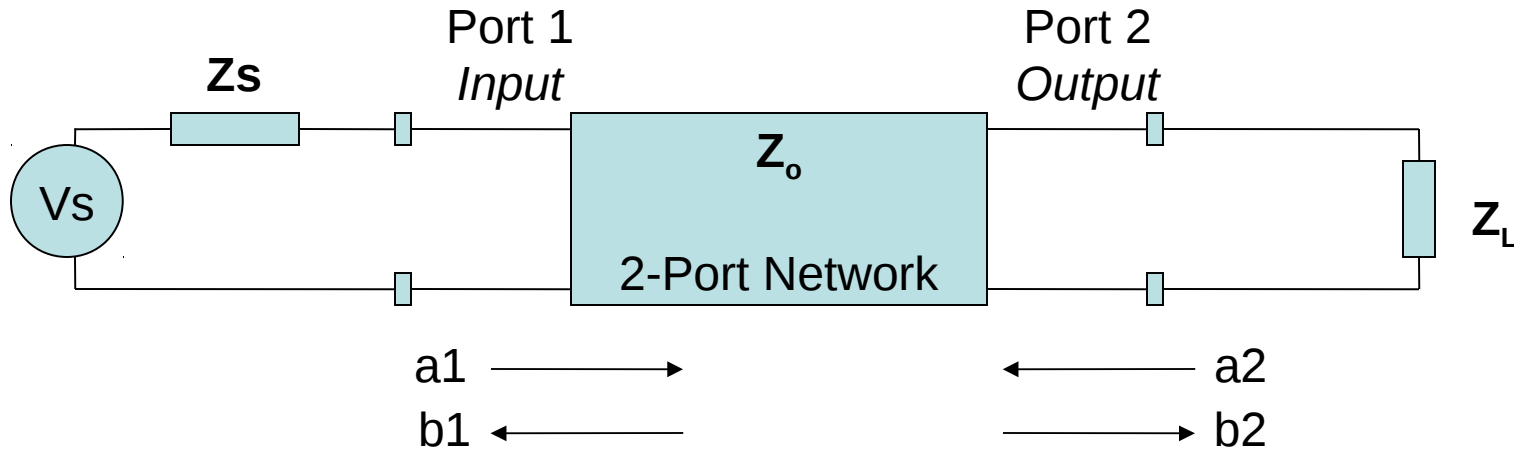 Port 1
Input
Port 2
Output
Zs
Vs
Zo
2-Port Network
ZL
a1
b1
a2
b2